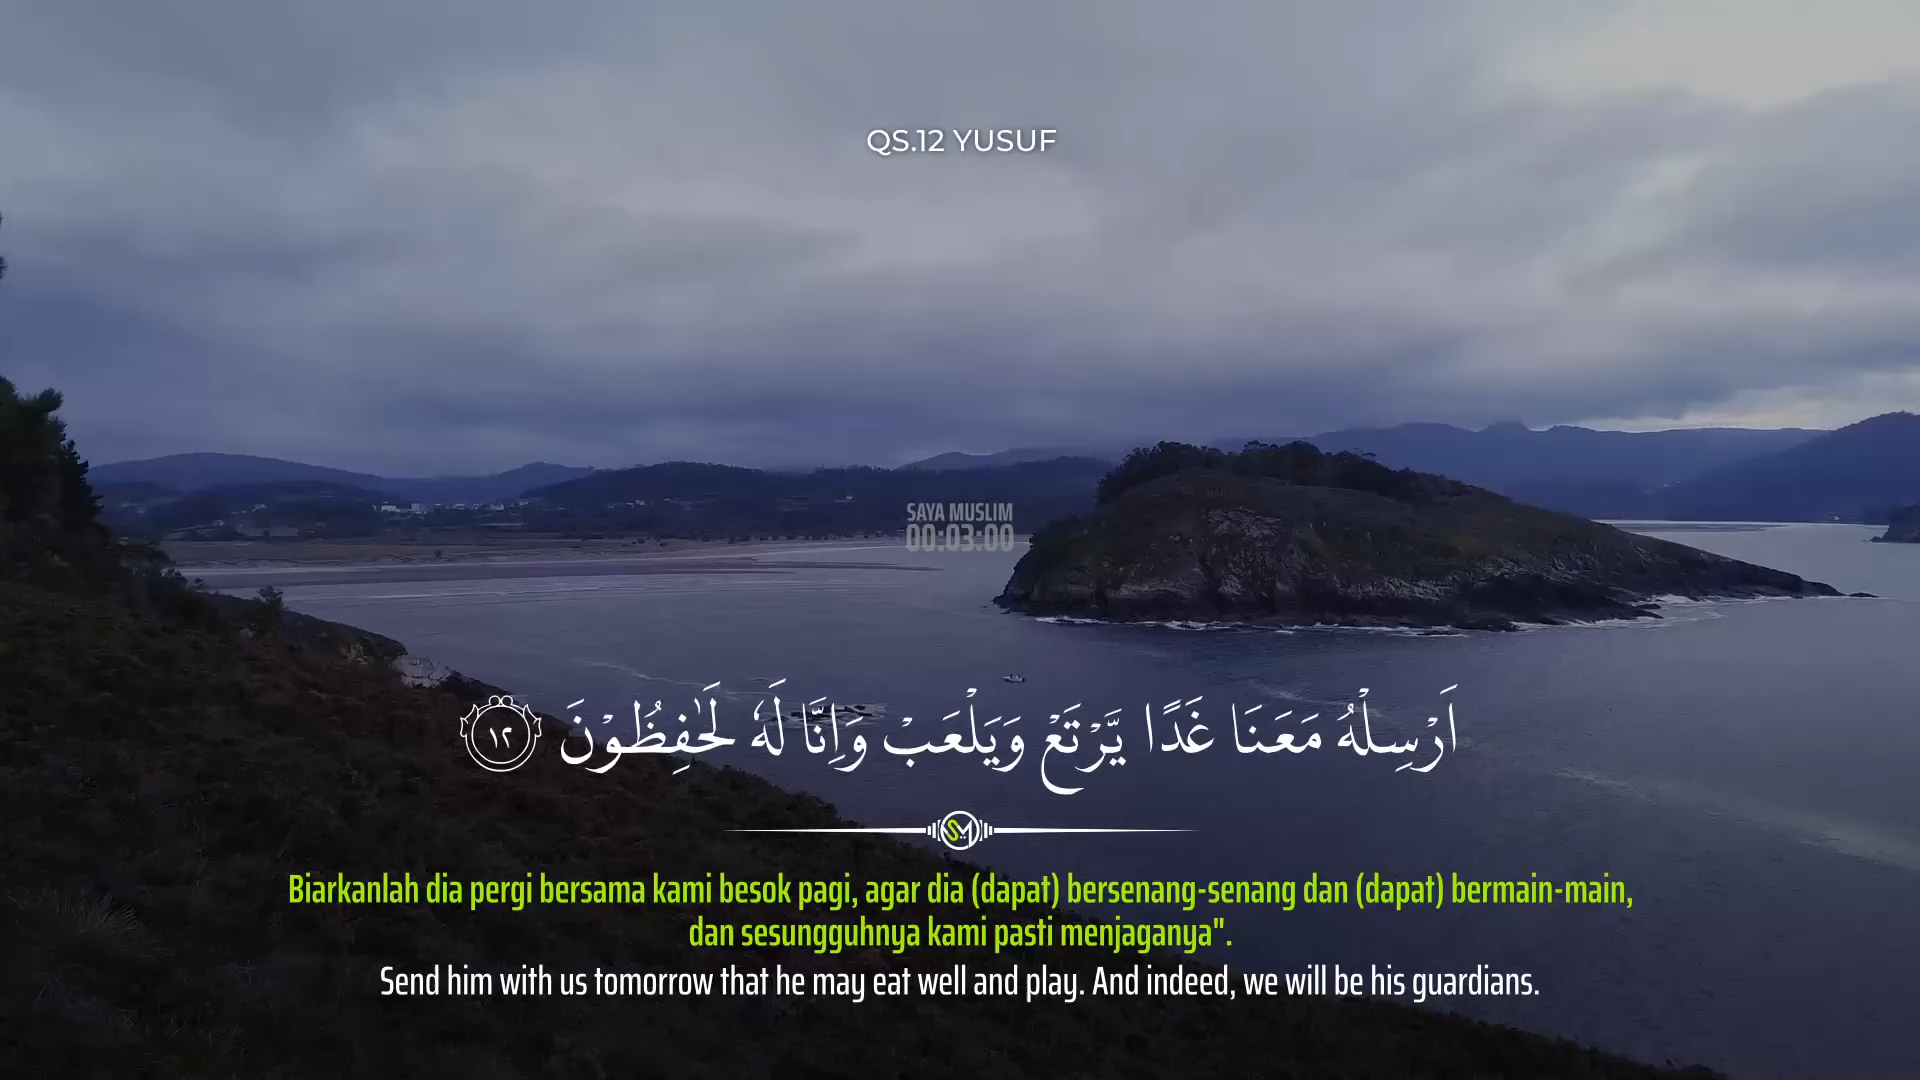 QS.12 YUSUF
SAYA MUSLIM
00:03:00
اَرْسِلْهُ مَعَنَا غَدًا يَّرْتَعْ وَيَلْعَبْ وَاِنَّا لَهٗ لَحٰفِظُوْنَ ١٢
SM
Biarkanlah dia pergi bersama kami besok pagi, agar dia (dapat) bersenang-senang dan (dapat) bermain-main,
dan sesungguhnya kami pasti menjaganya".
Send him with us tomorrow that he may eat well and play. And indeed, we will be his guardians.